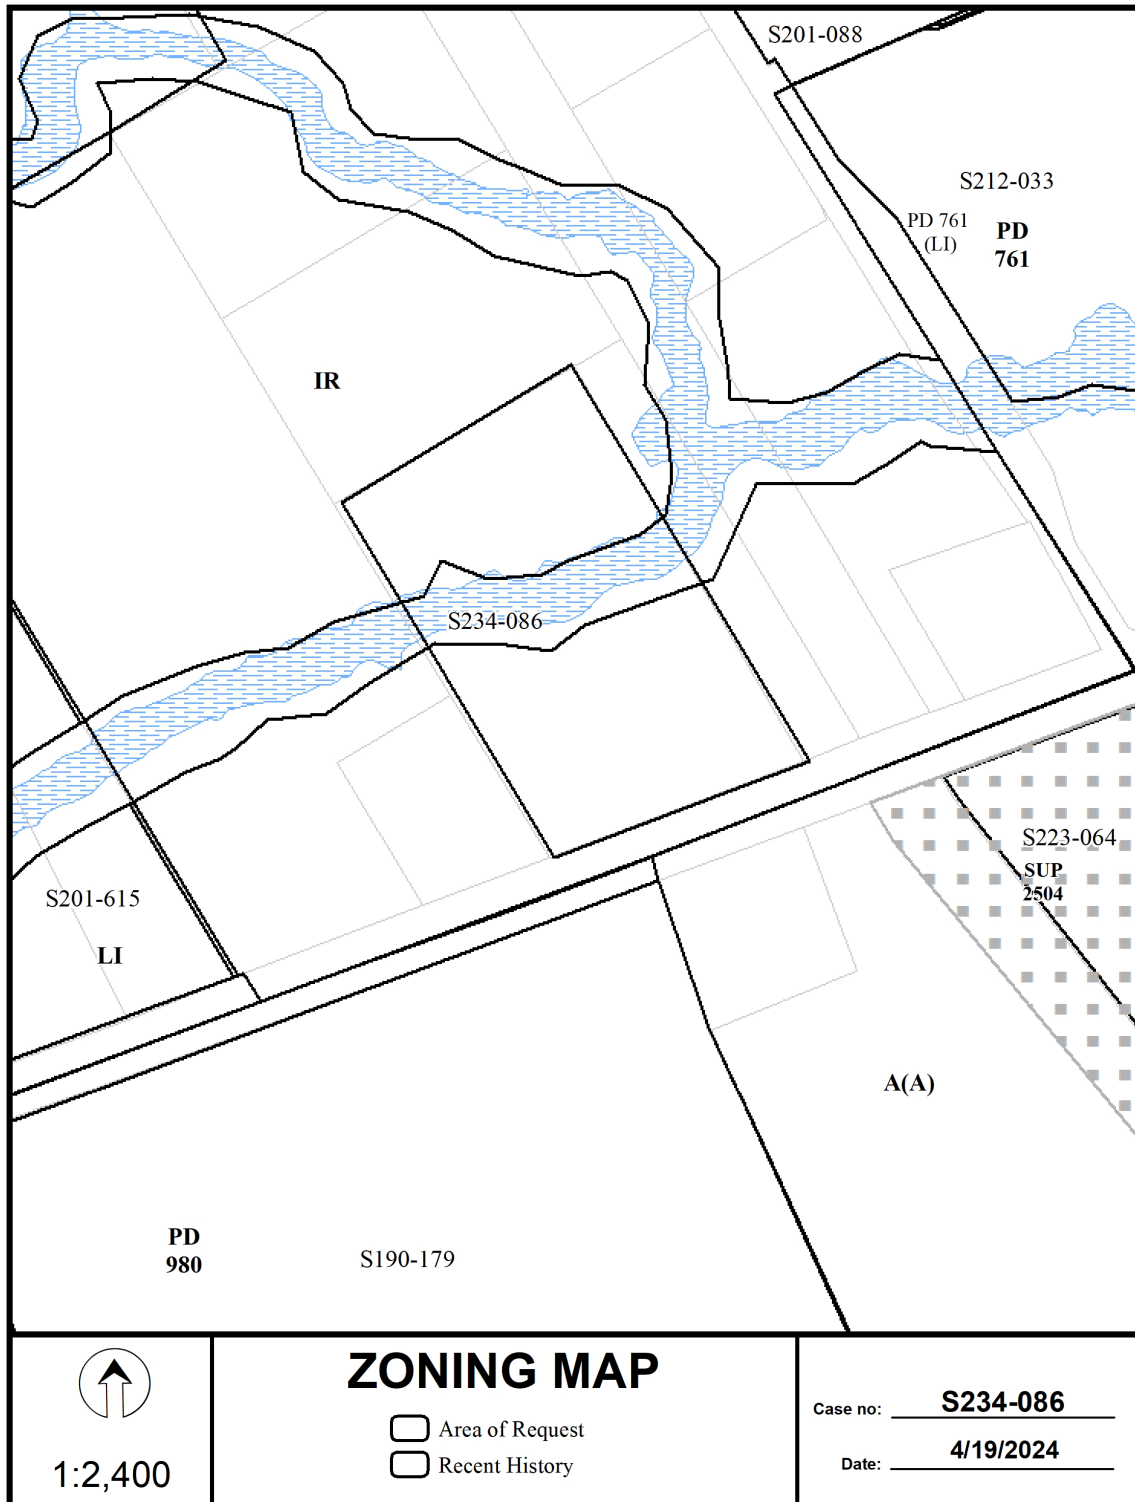 S201-088
S212-033
PD 761
(LI)
PD
761
IR
S234-086
S223-064
SUP
2504
S201-615
LI
A(A)
PD
980
S190-179
1:2,400
ZONING MAP
Area of Request
Recent History
Case no: S234-086
Date: 4/19/2024